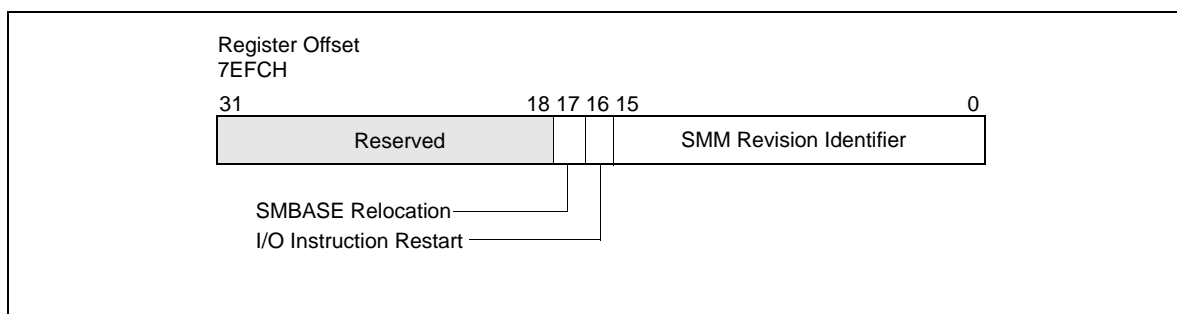 Register Offset
7EFCH
31 18 17 16 15 0
Reserved SMM Revision Identifier
SMBASE Relocation
I/O Instruction Restart